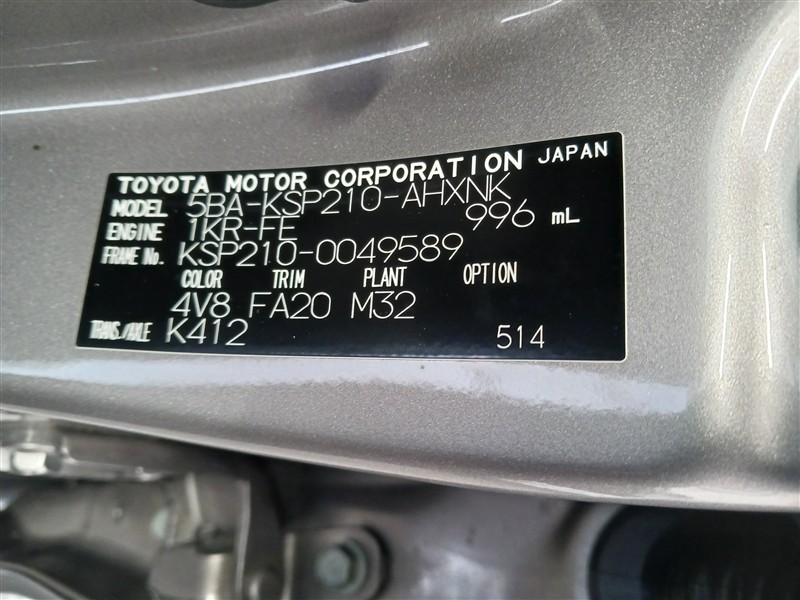 TOYOTA MOTOR CORPORATION JAPAN
MODEL 5BA-KSP210-AHXNK
ENGINE 1KR-FE 996 mL
FRAME No. KSP210-0049589
COLOR TRIM PLANT OPTION
4V8 FA20 M32
TRANS./AXLE K412 514